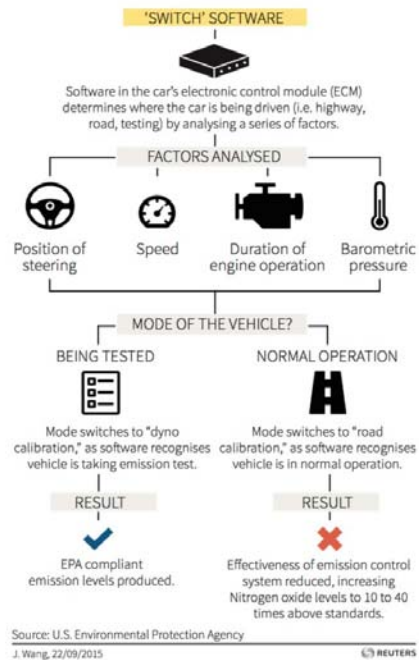 'SWITCH' SOFTWARE
Software in the car's electronic control module (ECM)
determines where the car is being driven (i.e. highway,
road, testing) by analysing a series of factors.
FACTORS ANALYSED
Position of
steering
Speed
Duration of
engine operation
Barometric
pressure
MODE OF THE VEHICLE?
BEING TESTED
Mode switches to "dyno
calibration," as software recognises
vehicle is taking emission test.
RESULT
EPA compliant
emission levels produced.
NORMAL OPERATION
Mode switches to "road
calibration," as software recognises
vehicle is in normal operation.
RESULT
Effectiveness of emission control
system reduced, increasing
Nitrogen oxide levels to 10 to 40
times above standards.
Source: U.S. Environmental Protection Agency
J. Wang, 22/09/2015
REUTERS